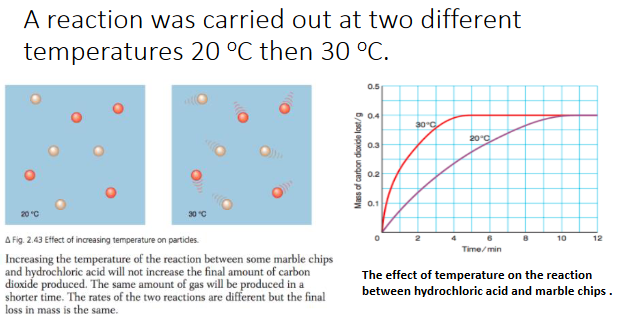 A reaction was carried out at two different
temperatures 20 ºC then 30 ºC.
20 °C
30 °C
△ Fig. 2.43 Effect of increasing temperature on particles.
Increasing the temperature of the reaction between some marble chips
and hydrochloric acid will not increase the final amount of carbon
dioxide produced. The same amount of gas will be produced in a
shorter time. The rates of the two reactions are different but the final
loss in mass is the same.
Mass of carbon dioxide lost/g
0.5
0.4
0.3
0.2
0.1
30°C
20°C
0 2 4 6 8 10 12
Time/min
The effect of temperature on the reaction
between hydrochloric acid and marble chips .